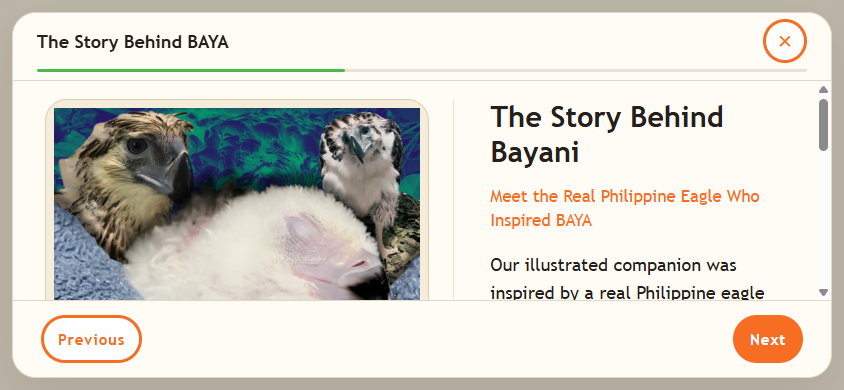 The Story Behind BAYA
The Story Behind
Bayani
Meet the Real Philippine Eagle Who
Inspired BAYA
Our illustrated companion was
inspired by a real Philippine eagle
Previous
Next